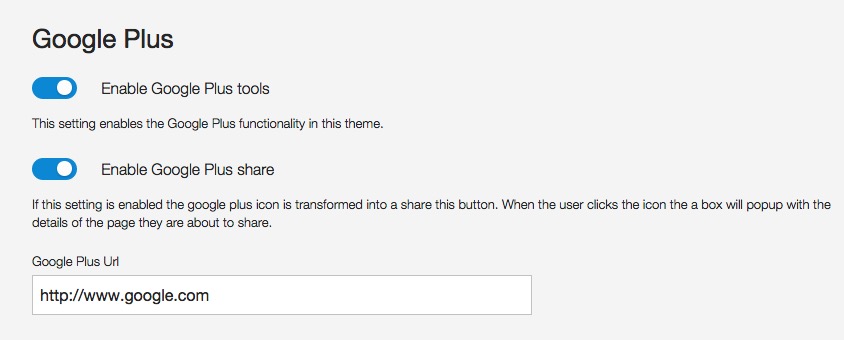 Google Plus
Enable Google Plus tools
This setting enables the Google Plus functionality in this theme.
Enable Google Plus share
If this setting is enabled the google plus icon is transformed into a share this button. When the user clicks the icon the a box will popup with the
details of the page they are about to share.
Google Plus Url
http://www.google.com